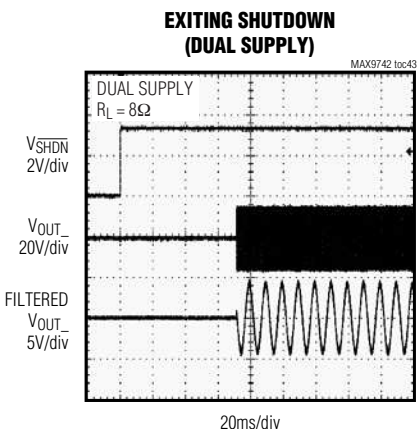 EXITING SHUTDOWN
(DUAL SUPPLY)
MAX9742 toc43
DUAL SUPPLY
RL = 8Ω
VSHDN
2V/div
VOUT_
20V/div
FILTERED
VOUT_
5V/div
20ms/div